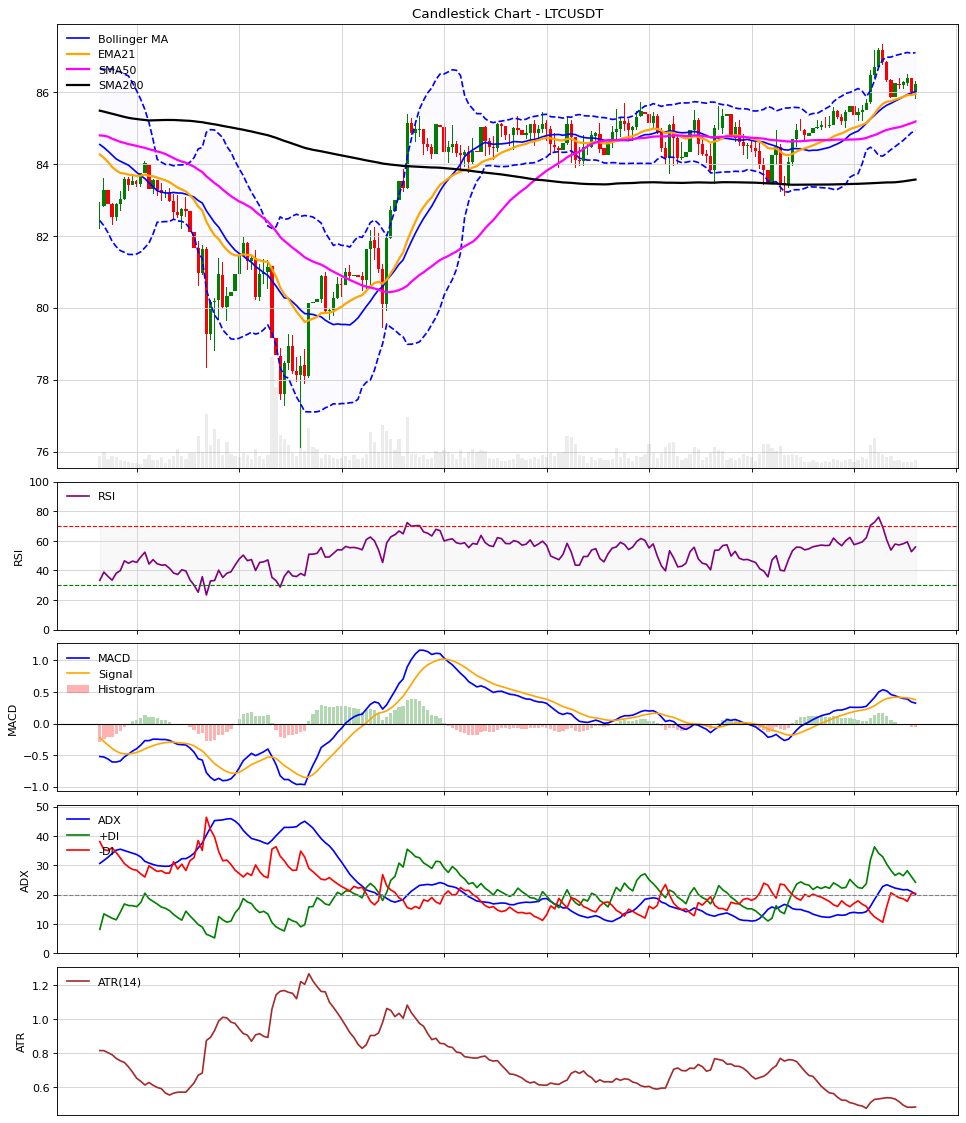 Candlestick Chart - LTCUSDT
Bollinger MA
EMA21
SMA50
SMA200
86
84
82
80
78
76
RSI
100
80
60
40
20
0
RSI
MACD
Signal
Histogram
1.0
0.5
0.0
−0.5
−1.0
MACD
ADX
+DI
-DI
50
40
30
20
10
0
ADX
ATR(14)
1.2
1.0
0.8
0.6
ATR